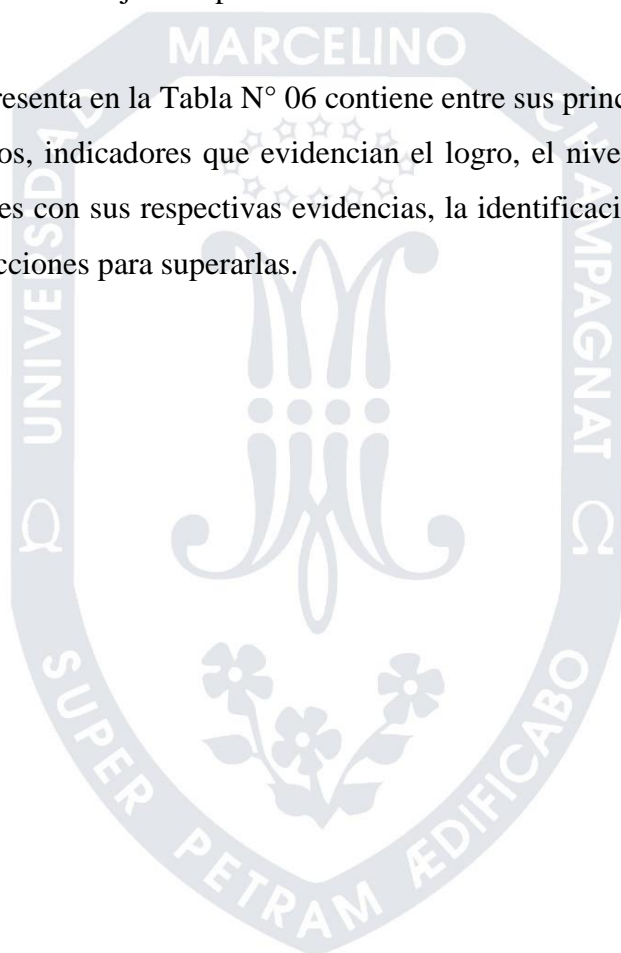 MARCELINO
resenta en la Tabla N° 06 contiene entre sus princ
os, indicadores que evidencian el logro, el nive
es con sus respectivas evidencias, la identificaci
cciones para superarlas.
UNIVERSIDAD
CHAMPAGNAT
SUPER PETRAM ÆDIFICABO